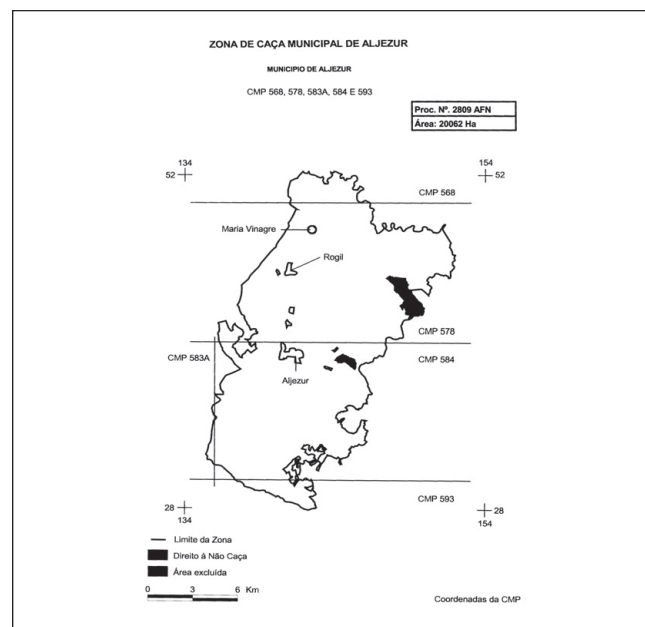 ZONA DE CAÇA MUNICIPAL DE ALJEZUR
MUNICIPIO DE ALJEZUR
CMP 568, 578, 583A, 584 E 593
Proc. Nº. 2809 AFN
Área: 20062 Ha
134
154
52
52
CMP 568
Maria Vinagre
Rogil
CMP 578
CMP 583A
CMP 584
Aljezur
CMP 593
28
28
134
154
Limite da Zona
Direito à Não Caça
Área excluída
0 3 6 Km
Coordenadas da CMP